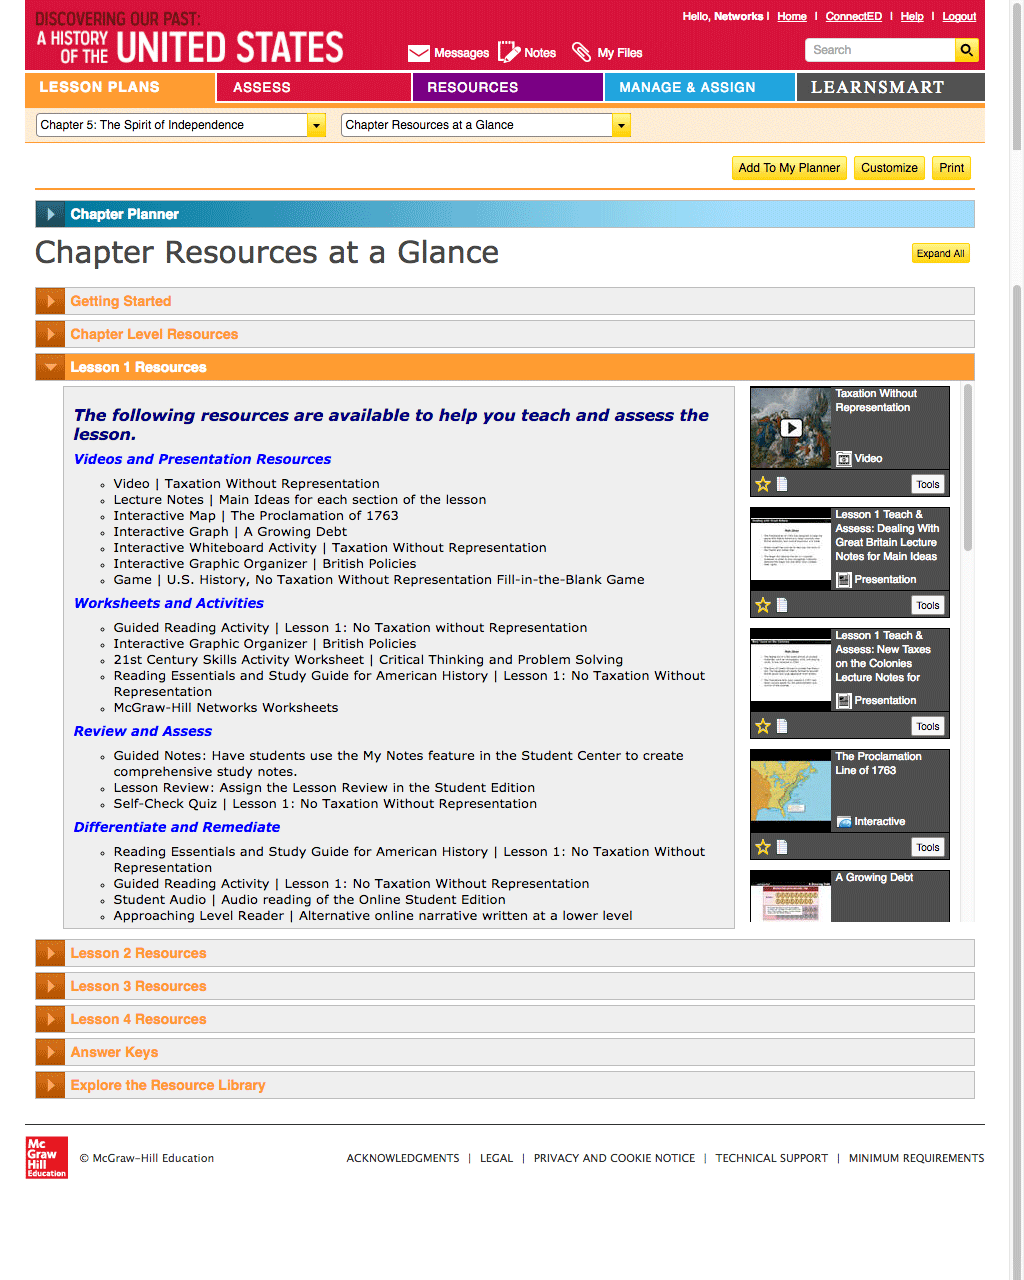 DISCOVERING OUR PAST:
A HISTORY OF THE UNITED STATES
Hello, Networks | Home | ConnectED | Help | Logout
Messages Notes My Files
Search
LESSON PLANS ASSESS RESOURCES MANAGE & ASSIGN LEARNSMART
Chapter 5: The Spirit of Independence Chapter Resources at a Glance
Add To My Planner Customize Print
Chapter Planner
Chapter Resources at a Glance
Expand All
Getting Started
Chapter Level Resources
Lesson 1 Resources
The following resources are available to help you teach and assess the
lesson.
Videos and Presentation Resources
Video | Taxation Without Representation
Lecture Notes | Main Ideas for each section of the lesson
Interactive Map | The Proclamation of 1763
Interactive Graph | A Growing Debt
Interactive Whiteboard Activity | Taxation Without Representation
Interactive Graphic Organizer | British Policies
Game | U.S. History, No Taxation Without Representation Fill-in-the-Blank Game
Worksheets and Activities
Guided Reading Activity | Lesson 1: No Taxation without Representation
Interactive Graphic Organizer | British Policies
21st Century Skills Activity Worksheet | Critical Thinking and Problem Solving
Reading Essentials and Study Guide for American History | Lesson 1: No Taxation Without
Representation
McGraw-Hill Networks Worksheets
Review and Assess
Guided Notes: Have students use the My Notes feature in the Student Center to create
comprehensive study notes.
Lesson Review: Assign the Lesson Review in the Student Edition
Self-Check Quiz | Lesson 1: No Taxation Without Representation
Differentiate and Remediate
Reading Essentials and Study Guide for American History | Lesson 1: No Taxation Without
Representation
Guided Reading Activity | Lesson 1: No Taxation Without Representation
Student Audio | Audio reading of the Online Student Edition
Approaching Level Reader | Alternative online narrative written at a lower level
Taxation Without
Representation
Video
Tools
Lesson 1 Teach &
Assess: Dealing With
Great Britain Lecture
Notes for Main Ideas
Presentation
Tools
Lesson 1 Teach &
Assess: New Taxes
on the Colonies
Lecture Notes for
Presentation
Tools
The Proclamation
Line of 1763
Interactive
Tools
A Growing Debt
Lesson 2 Resources
Lesson 3 Resources
Lesson 4 Resources
Answer Keys
Explore the Resource Library
Mc
Graw
Hill
Education
© McGraw-Hill Education
ACKNOWLEDGMENTS | LEGAL | PRIVACY AND COOKIE NOTICE | TECHNICAL SUPPORT | MINIMUM REQUIREMENTS